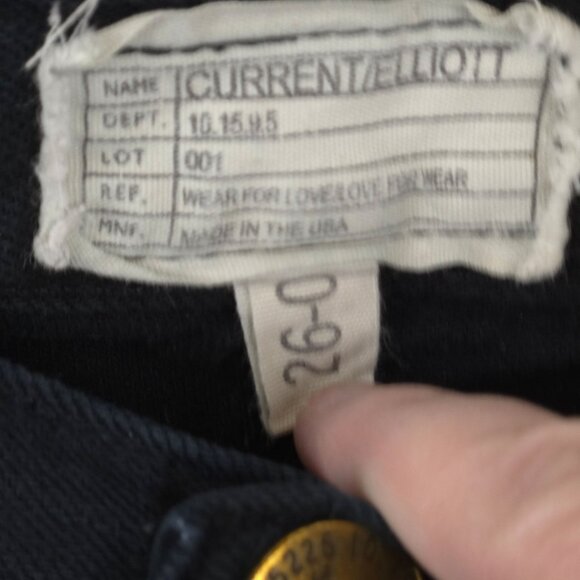 NAME CURRENT/ELLIOTT
DEPT. 10.15.9.5
LOT 001
REF. WEAR FOR LOVE/LOVE FOR WEAR
MNF. MADE IN THE USA
26-0